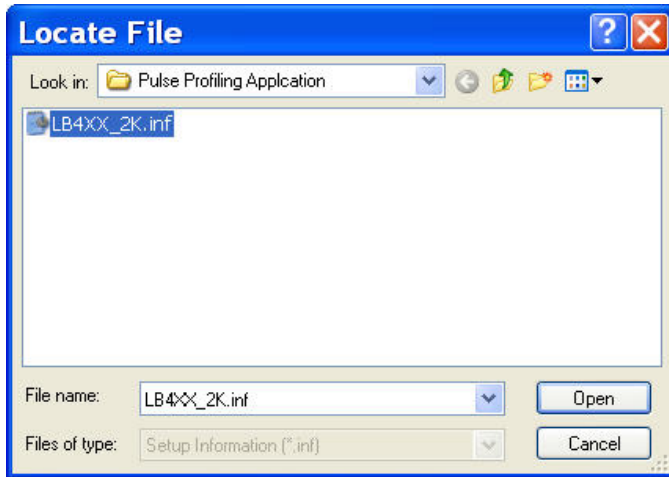 Locate File
Look in: Pulse Profiling Applcation
LB4XX_2K.inf
File name: LB4XX_2K.inf Open
Files of type: Setup Information (*.inf) Cancel